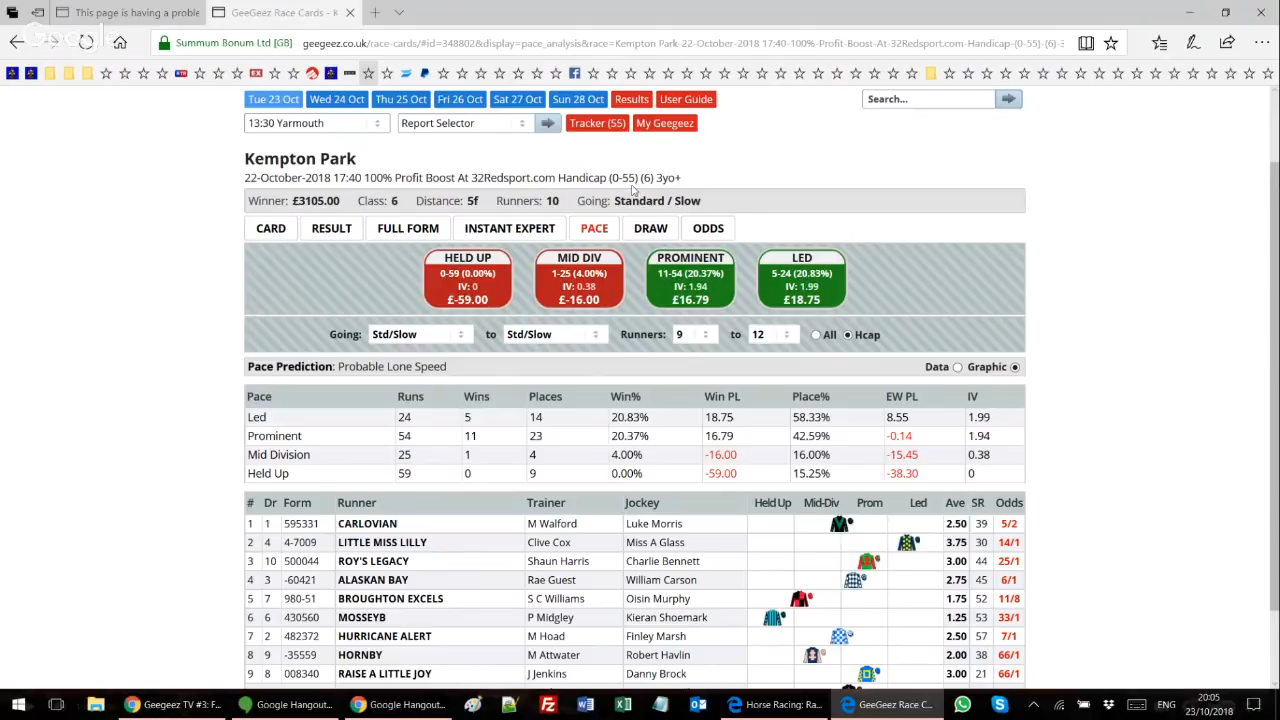 This page is having a proble
GeeGeez Race Cards - K
Google
Summum Bonum Ltd [GB]
geegeez.co.uk/race-cards/#id=348802&display=pace_analysis&race=Kempton Park-22-October-2018 17:40-100%-Profit-Boost-At-32Redsport.com-Handicap-(0-55)-(6)-3
Tue 23 Oct Wed 24 Oct Thu 25 Oct Fri 26 Oct Sat 27 Oct Sun 28 Oct Results User Guide Search...
13:30 Yarmouth Report Selector Tracker (55) My Geegeez
Kempton Park
22-October-2018 17:40 100% Profit Boost At 32Redsport.com Handicap (0-55) (6) 3yo+
Winner: £3105.00 Class: 6 Distance: 5f Runners: 10 Going: Standard / Slow
CARD RESULT FULL FORM INSTANT EXPERT PACE DRAW ODDS
HELD UP MID DIV PROMINENT LED
0-59 (0.00%) 1-25 (4.00%) 11-54 (20.37%) 5-24 (20.83%)
IV: 0 IV: 0.38 IV: 1.94 IV: 1.99
£-59.00 £-16.00 £16.79 £18.75
Going: Std/Slow to Std/Slow Runners: 9 to 12 All Hcap
Pace Prediction: Probable Lone Speed Data Graphic
Pace Runs Wins Places Win% Win PL Place% EW PL IV
Led 24 5 14 20.83% 18.75 58.33% 8.55 1.99
Prominent 54 11 23 20.37% 16.79 42.59% -0.14 1.94
Mid Division 25 1 4 4.00% -16.00 16.00% -15.45 0.38
Held Up 59 0 9 0.00% -59.00 15.25% -38.30 0
# Dr Form Runner Trainer Jockey Held Up Mid-Div Prom Led Ave SR Odds
1 1 595331 CARLOVIAN M Walford Luke Morris 2.50 39 5/2
2 4 4-7009 LITTLE MISS LILLY Clive Cox Miss A Glass 3.75 30 14/1
3 10 500044 ROY'S LEGACY Shaun Harris Charlie Bennett 3.00 44 25/1
4 3 -60421 ALASKAN BAY Rae Guest William Carson 2.75 45 6/1
5 7 980-51 BROUGHTON EXCELS S C Williams Oisin Murphy 1.75 52 11/8
6 6 430560 MOSSEYB P Midgley Kieran Shoemark 1.25 53 33/1
7 2 482372 HURRICANE ALERT M Hoad Finley Marsh 2.50 57 7/1
8 9 -35559 HORNBY M Attwater Robert Havlin 2.00 38 66/1
9 8 008340 RAISE A LITTLE JOY J Jenkins Danny Brock 3.00 21 66/1
Geegeez TV #3: F... Google Hangout... Google Hangout... Horse Racing: Ra... GeeGeez Race C... ENG 20:05
23/10/2018